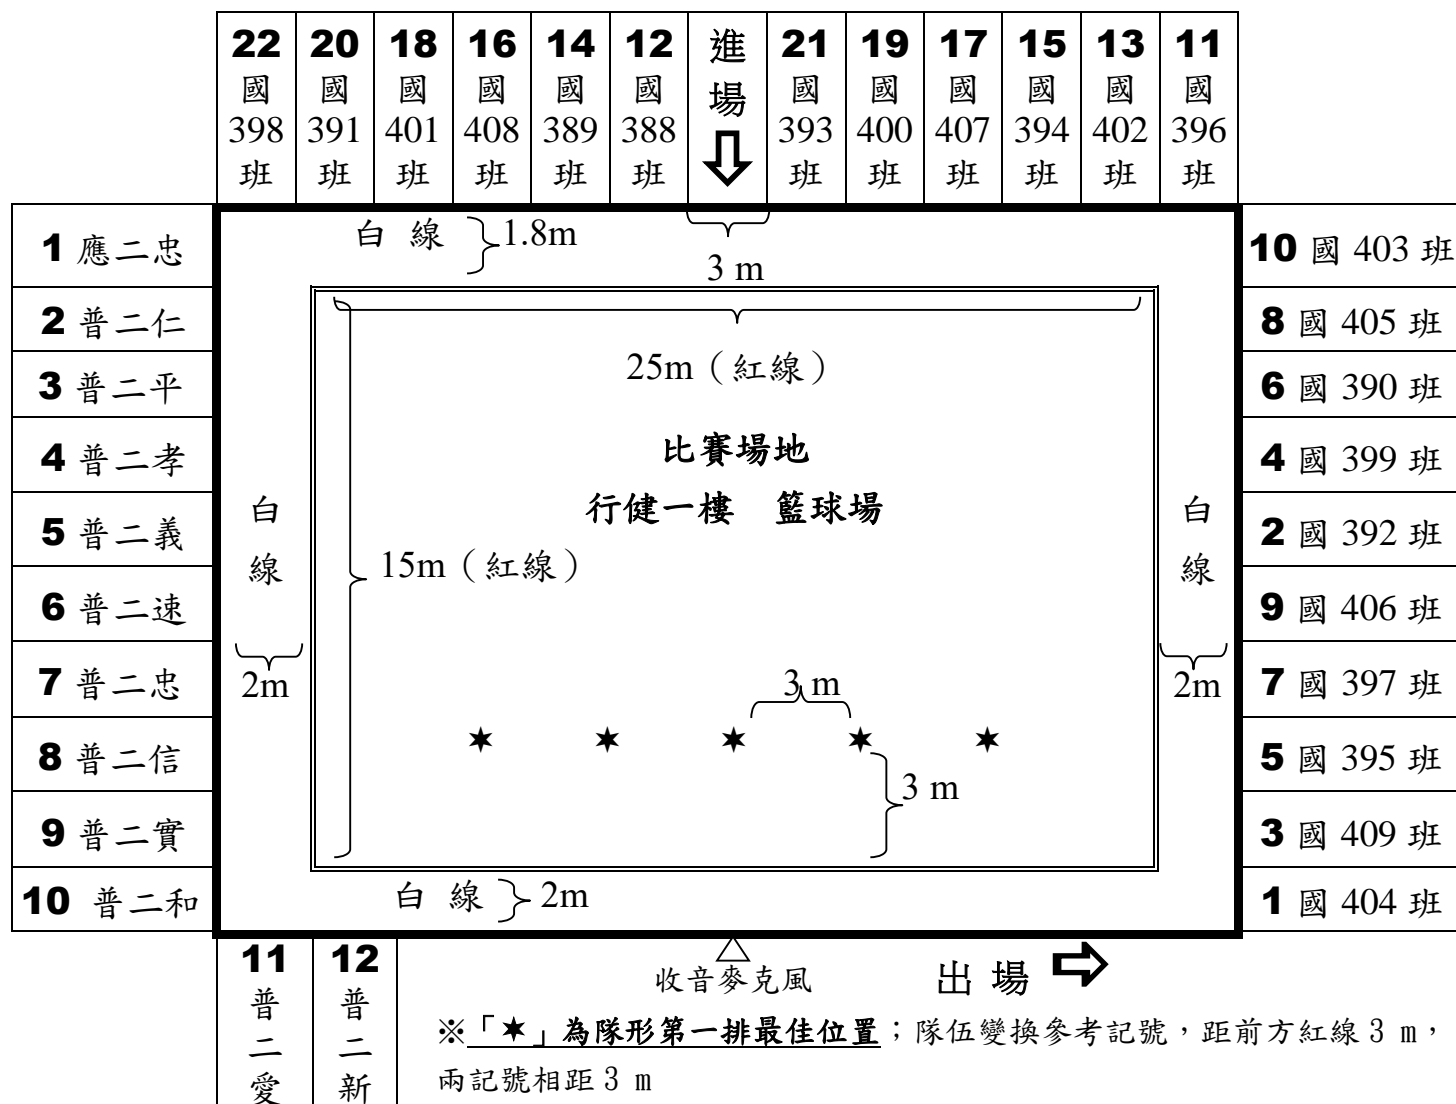 22 20 18 16 14 12 進 21 19 17 15 13 11
國 國 國 國 國 國 場 國 國 國 國 國 國
398 391 401 408 389 388 393 400 407 394 402 396
班 班 班 班 班 班 班 班 班 班 班 班
1 應二忠
白 線 1.8m
3 m
10 國 403 班
2 普二仁
8 國 405 班
3 普二平
25m（紅線）
6 國 390 班
4 普二孝
比賽場地
4 國 399 班
5 普二義
白線
行健一樓 籃球場
白線
2 國 392 班
15m（紅線）
6 普二速
9 國 406 班
7 普二忠
2m
3 m
2m
7 國 397 班
8 普二信
★ ★ ★ ★ ★
3 m
5 國 395 班
9 普二實
3 國 409 班
10 普二和
白 線 2m
1 國 404 班
11 普二愛
12 普二新
收音麥克風
出 場
※「★」為隊形第一排最佳位置；隊伍變換參考記號，距前方紅線 3 m，
兩記號相距 3 m